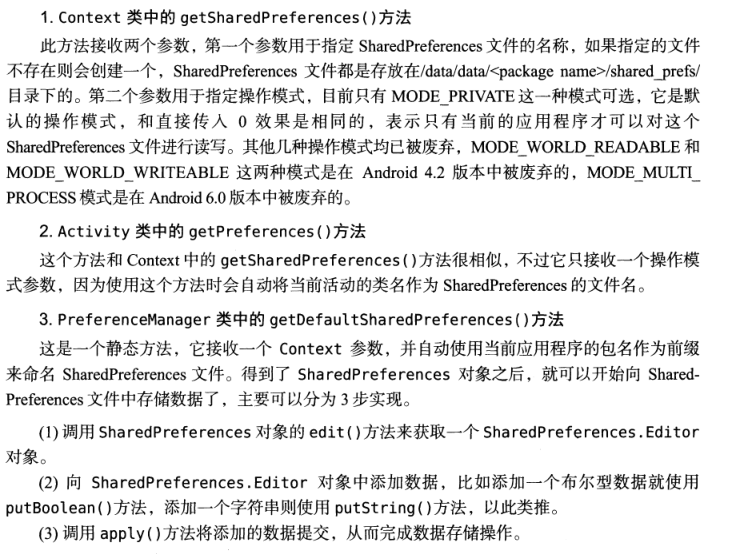 1. Context 类中的 getSharedPreferences()方法
此方法接收两个参数，第一个参数用于指定 SharedPreferences 文件的名称，如果指定的文件
不存在则会创建一个，SharedPreferences 文件都是存放在/data/data/<package name>/shared_prefs/
目录下的。第二个参数用于指定操作模式，目前只有 MODE_PRIVATE 这一种模式可选，它是默
认的操作模式，和直接传入 0 效果是相同的，表示只有当前的应用程序才可以对这个
SharedPreferences 文件进行读写。其他几种操作模式均已被废弃，MODE_WORLD_READABLE 和
MODE_WORLD_WRITEABLE 这两种模式是在 Android 4.2 版本中被废弃的，MODE_MULTI_
PROCESS 模式是在 Android 6.0 版本中被废弃的。
2. Activity 类中的 getPreferences()方法
这个方法和 Context 中的 getSharedPreferences()方法很相似，不过它只接收一个操作模
式参数，因为使用这个方法时会自动将当前活动的类名作为 SharedPreferences 的文件名。
3. PreferenceManager 类中的 getDefaultSharedPreferences()方法
这是一个静态方法，它接收一个 Context 参数，并自动使用当前应用程序的包名作为前缀
来命名 SharedPreferences 文件。得到了 SharedPreferences 对象之后，就可以开始向 Shared-
Preferences 文件中存储数据了，主要可以分为 3 步实现。
(1) 调用 SharedPreferences 对象的 edit()方法来获取一个 SharedPreferences.Editor
对象。
(2) 向 SharedPreferences.Editor 对象中添加数据，比如添加一个布尔型数据就使用
putBoolean()方法，添加一个字符串则使用 putString()方法，以此类推。
(3) 调用 apply()方法将添加的数据提交，从而完成数据存储操作。